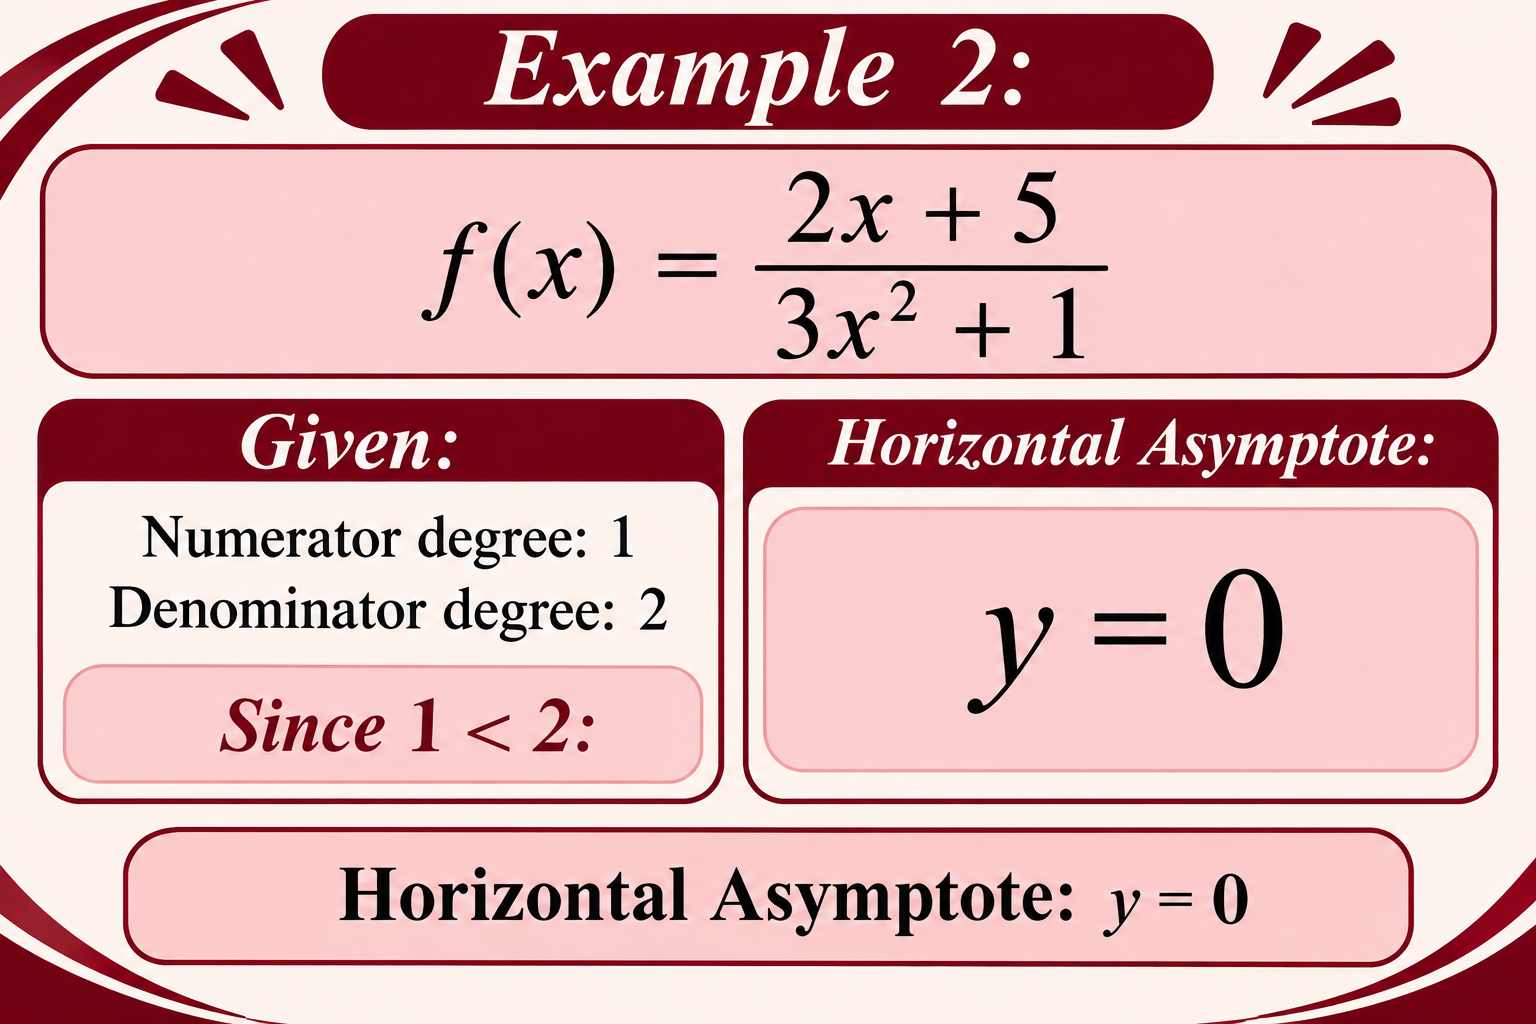 Example 2:
f(x) = (2x + 5)/(3x² + 1)
Given:
Numerator degree: 1
Denominator degree: 2
Since 1 < 2:
Horizontal Asymptote:
y = 0
Horizontal Asymptote: y = 0